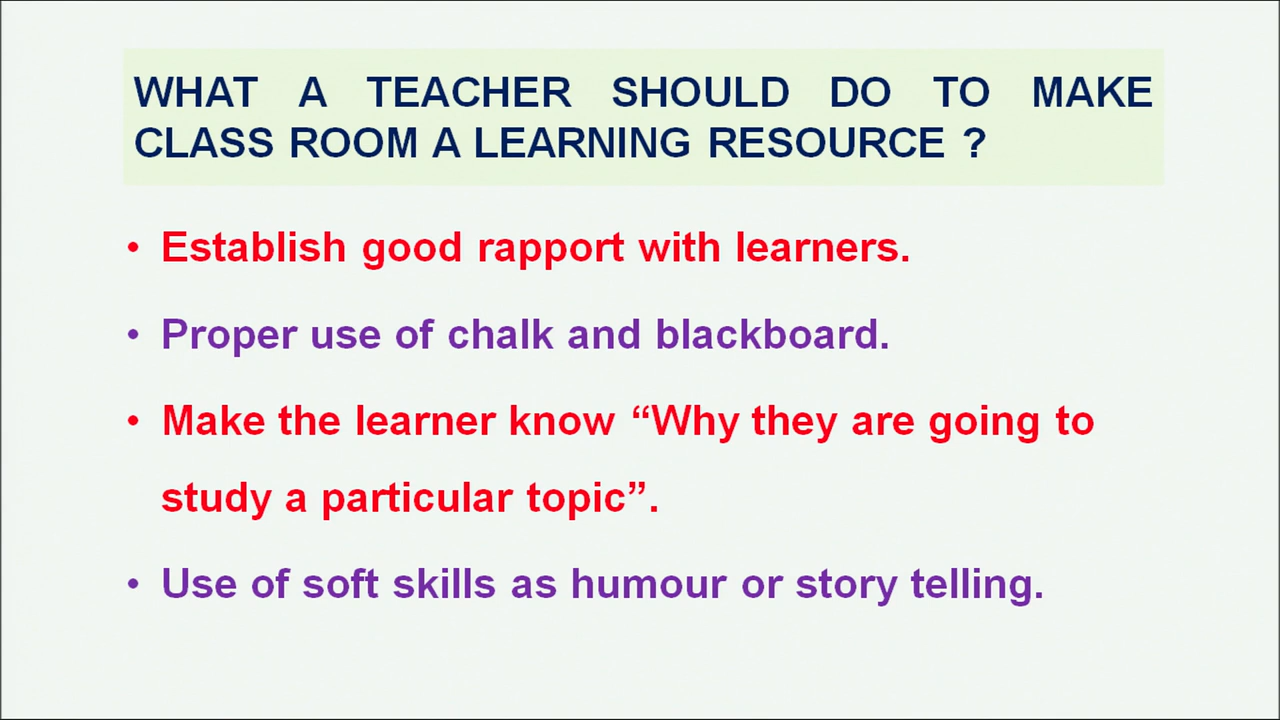 WHAT A TEACHER SHOULD DO TO MAKE
CLASS ROOM A LEARNING RESOURCE ?
• Establish good rapport with learners.
• Proper use of chalk and blackboard.
• Make the learner know “Why they are going to
study a particular topic”.
• Use of soft skills as humour or story telling.